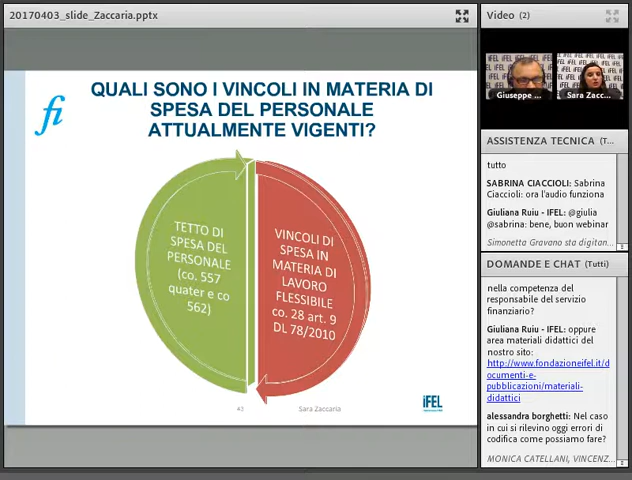 20170403_slide_Zaccaria.pptx
QUALI SONO I VINCOLI IN MATERIA DI
SPESA DEL PERSONALE
ATTUALMENTE VIGENTI?
TETTO DI
SPESA DEL
PERSONALE
(co. 557
quater e co
562)
VINCOLI DI
SPESA IN
MATERIA DI
LAVORO
FLESSIBILE
co. 28 art. 9
DL 78/2010
43
Sara Zaccaria
iFEL
Video (2)
Giuseppe ...
Sara Zacc...
ASSISTENZA TECNICA (T...
tutto
SABRINA CIACCIOLI: Sabrina
Ciaccioli: ora l'audio funziona
Giuliana Ruiu - IFEL: @giulia
@sabrina: bene, buon webinar
Simonetta Gravano sta digitan...
DOMANDE E CHAT (Tutti)
nella competenza del
responsabile del servizio
finanziario?
Giuliana Ruiu - IFEL: oppure
area materiali didattici del
nostro sito:
http://www.fondazioneifel.it/d
ocumenti-e-
pubblicazioni/materiali-
didattici
alessandra borghetti: Nel caso
in cui si rilevino oggi errori di
codifica come possiamo fare?
MONICA CATELLANI, VINCENZ...